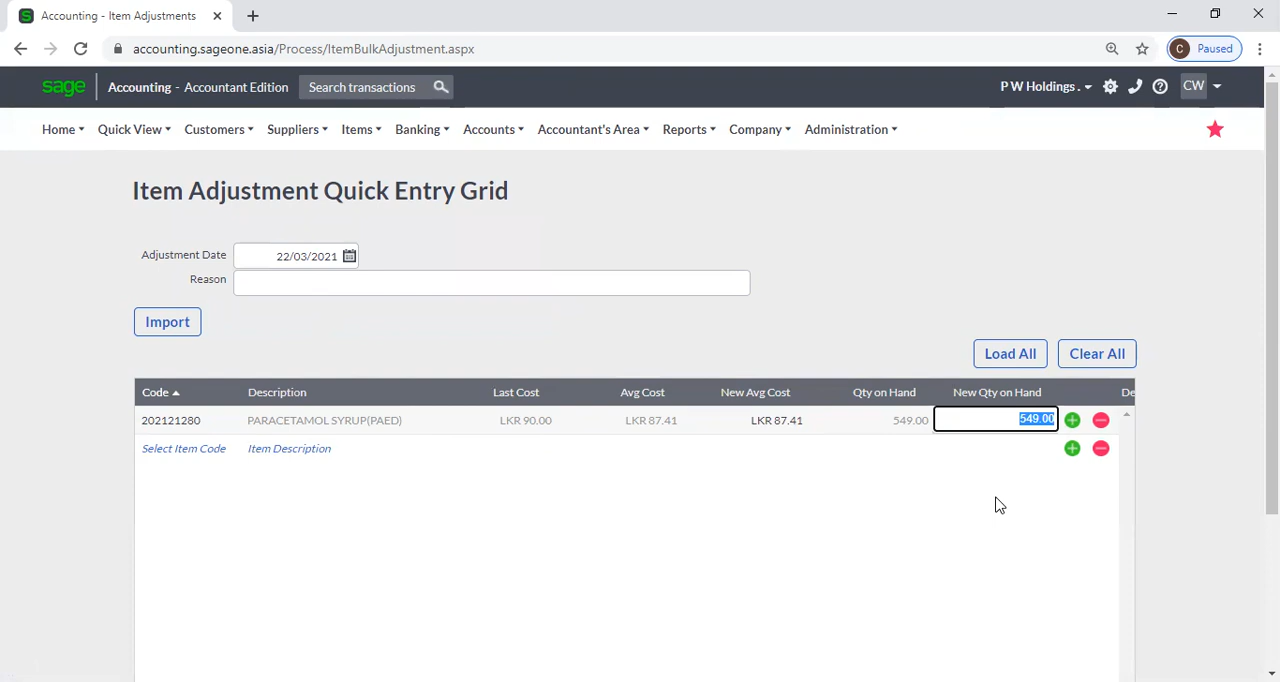 Accounting - Item Adjustments
accounting.sageone.asia/Process/ItemBulkAdjustment.aspx
C Paused
sage Accounting - Accountant Edition Search transactions P W Holdings . CW
Home Quick View Customers Suppliers Items Banking Accounts Accountant's Area Reports Company Administration
Item Adjustment Quick Entry Grid
Adjustment Date 22/03/2021
Reason
Import
Load All Clear All
Code Description Last Cost Avg Cost New Avg Cost Qty on Hand New Qty on Hand De
202121280 PARACETAMOL SYRUP(PAED) LKR 90.00 LKR 87.41 LKR 87.41 549.00 549.00
Select Item Code Item Description